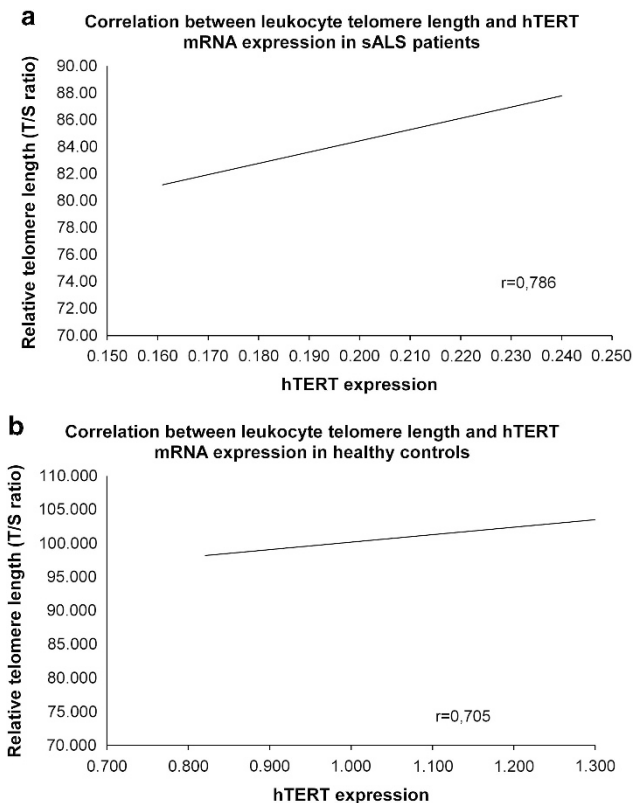 a
Correlation between leukocyte telomere length and hTERT
mRNA expression in sALS patients
Relative telomere length (T/S ratio)
90.00
88.00
86.00
84.00
82.00
80.00
78.00
76.00
74.00
72.00
70.00
r=0,786
0.150 0.160 0.170 0.180 0.190 0.200 0.210 0.220 0.230 0.240 0.250
hTERT expression
b
Correlation between leukocyte telomere length and hTERT
mRNA expression in healthy controls
Relative telomere length (T/S ratio)
110.000
105.000
100.000
95.000
90.000
85.000
80.000
75.000
70.000
r=0,705
0.700 0.800 0.900 1.000 1.100 1.200 1.300
hTERT expression